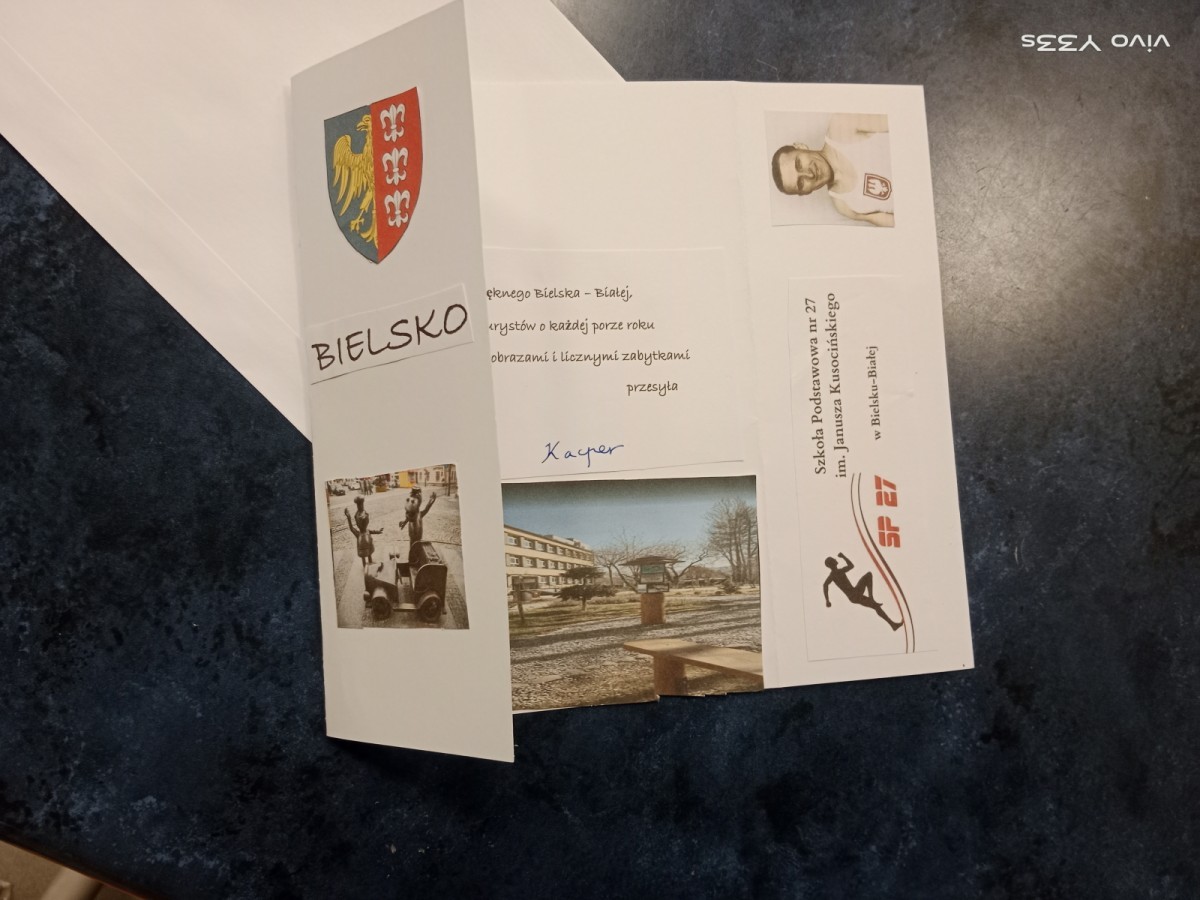 BIELSKO
ęknego Bielska – Białej,
urystów o każdej porze roku
obrazami i licznymi zabytkami
przesyła
Kacper
Szkoła Podstawowa nr 27
im. Janusza Kusocińskiego
w Bielsku-Białej
SP 27
vivo Y33s